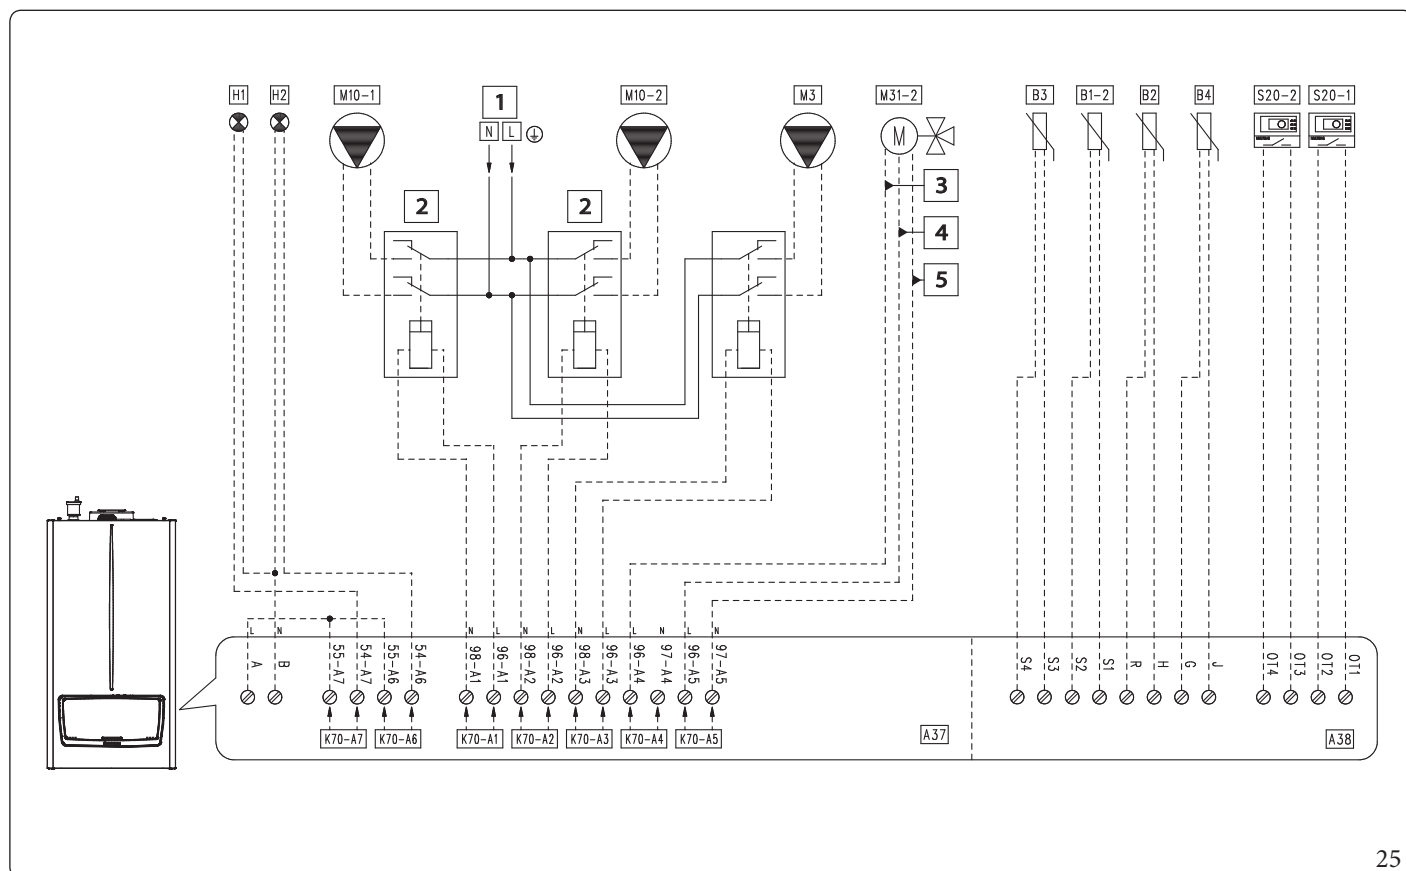 H1 H2 M10-1 1 M10-2 M3 M31-2 B3 B1-2 B2 B4 S20-2 S20-1
N L
M
3
2 2
4
5
L N N L N L N L L N L N
A B 55-A7 54-A7 55-A6 54-A6 98-A1 96-A1 98-A2 96-A2 98-A3 96-A3 96-A4 97-A4 96-A5 97-A5 S4 S3 S2 S1 R H G J OT4 OT3 OT2 OT1
K70-A7 K70-A6 K70-A1 K70-A2 K70-A3 K70-A4 K70-A5 A37 A38
25